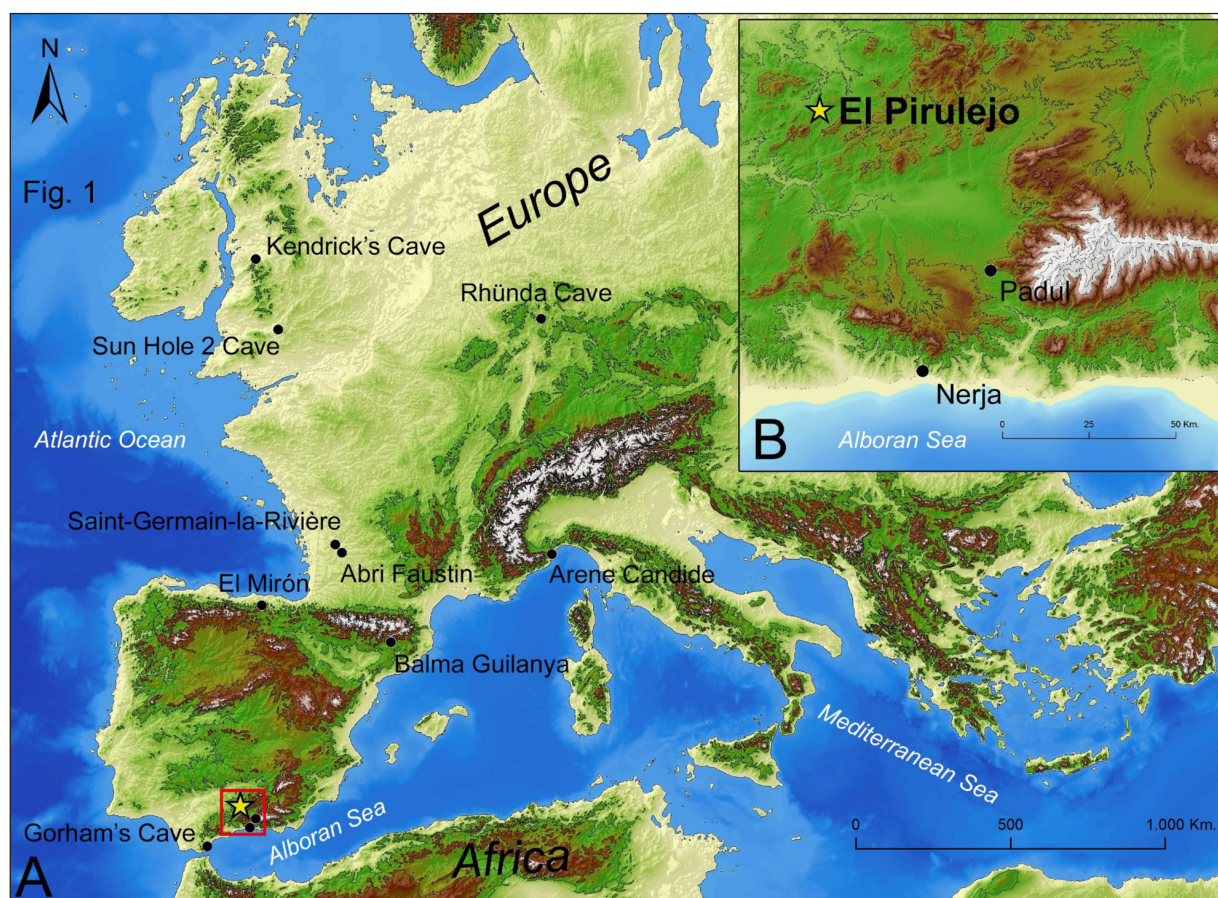 N
Fig. 1
Europe
Kendrick's Cave
Rhünda Cave
Sun Hole 2 Cave
Atlantic Ocean
Saint-Germain-la-Rivière
Abri Faustin
Arene Candide
El Mirón
Balma Guilanya
Mediterranean Sea
Gorham's Cave
Alboran Sea
Africa
0 500 1.000 Km.
A
El Pirulejo
Padul
Nerja
Alboran Sea
0 25 50 Km.
B